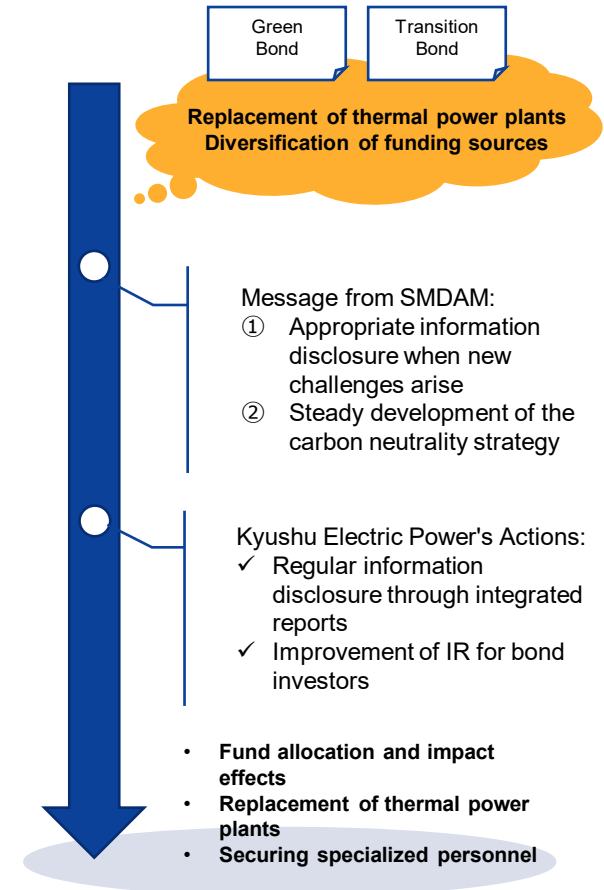 Green
Bond
Transition
Bond
Replacement of thermal power plants
Diversification of funding sources
Message from SMDAM:
① Appropriate information
disclosure when new
challenges arise
② Steady development of the
carbon neutrality strategy
Kyushu Electric Power's Actions:
✓ Regular information
disclosure through integrated
reports
✓ Improvement of IR for bond
investors
• Fund allocation and impact
effects
• Replacement of thermal power
plants
• Securing specialized personnel